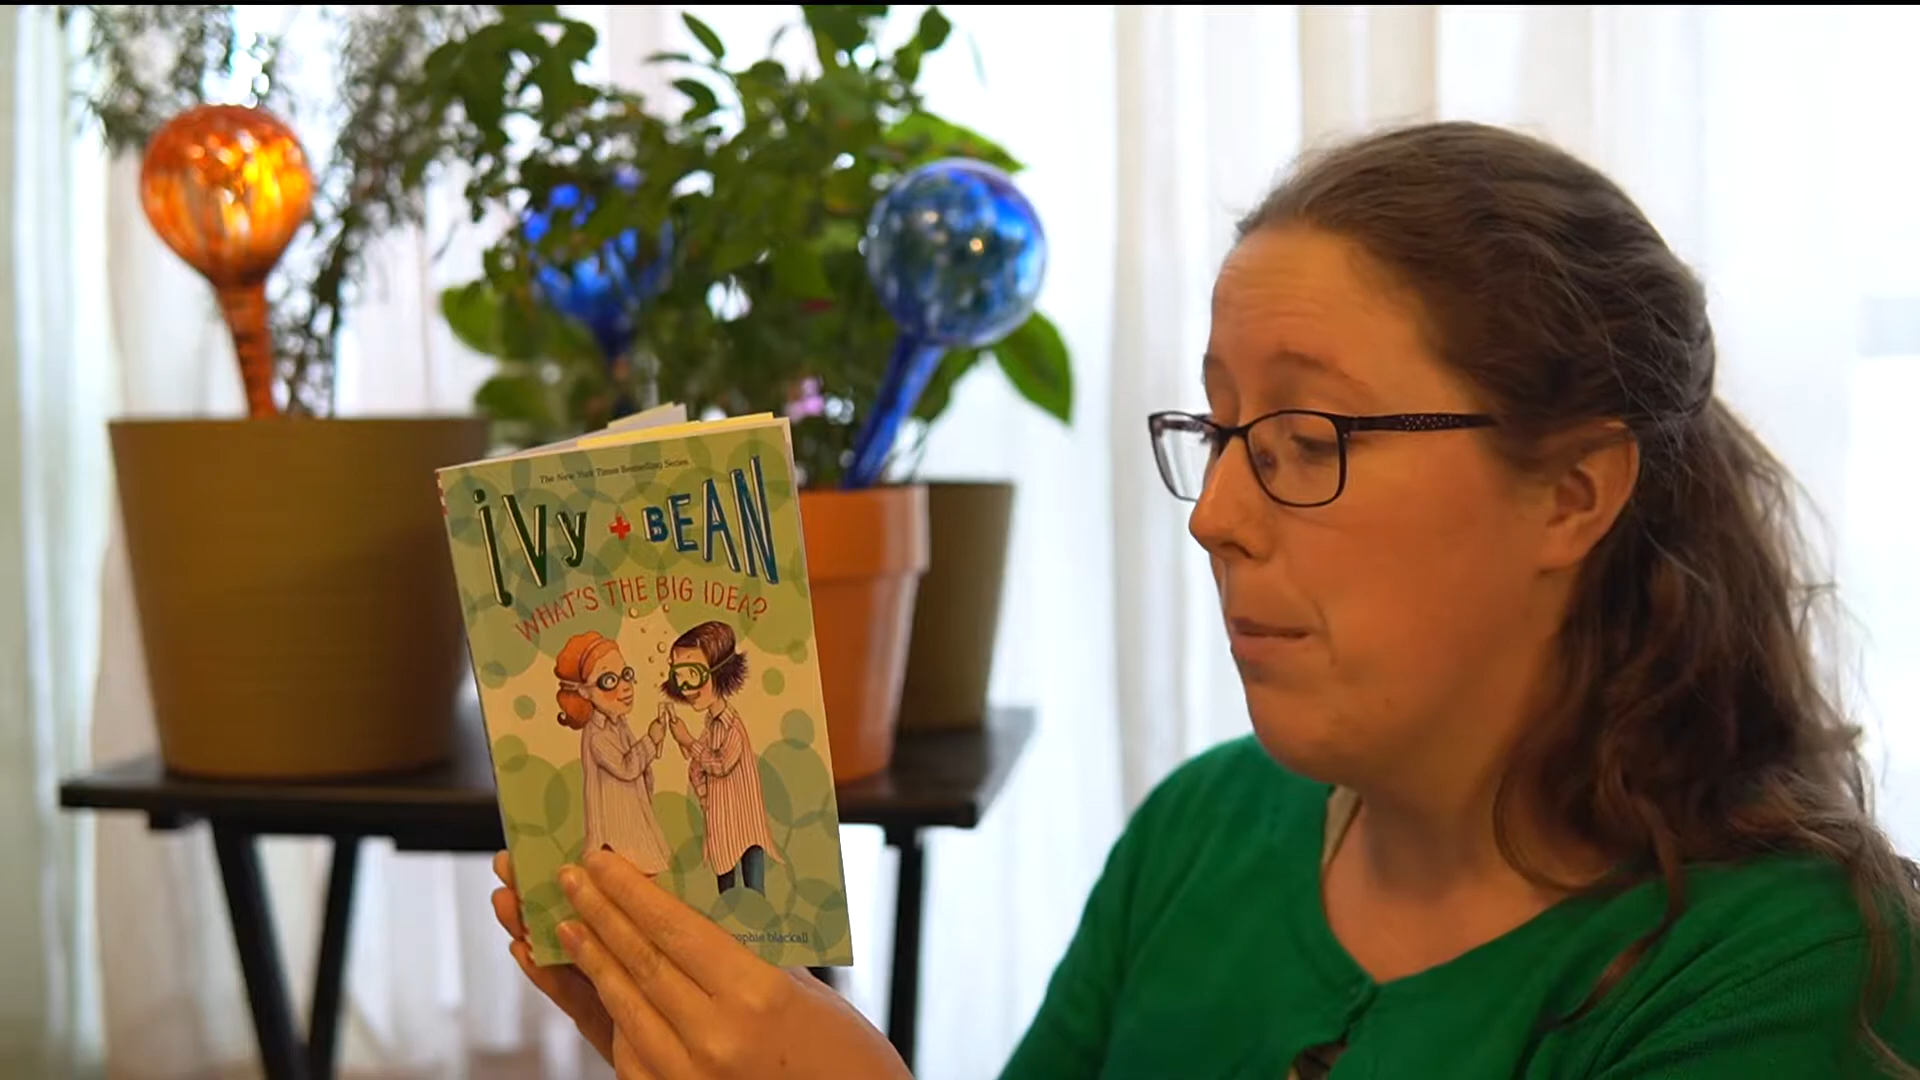 The New York Times Bestselling Series
ivy + BEAN
WHAT'S THE BIG IDEA?
sophie blackall